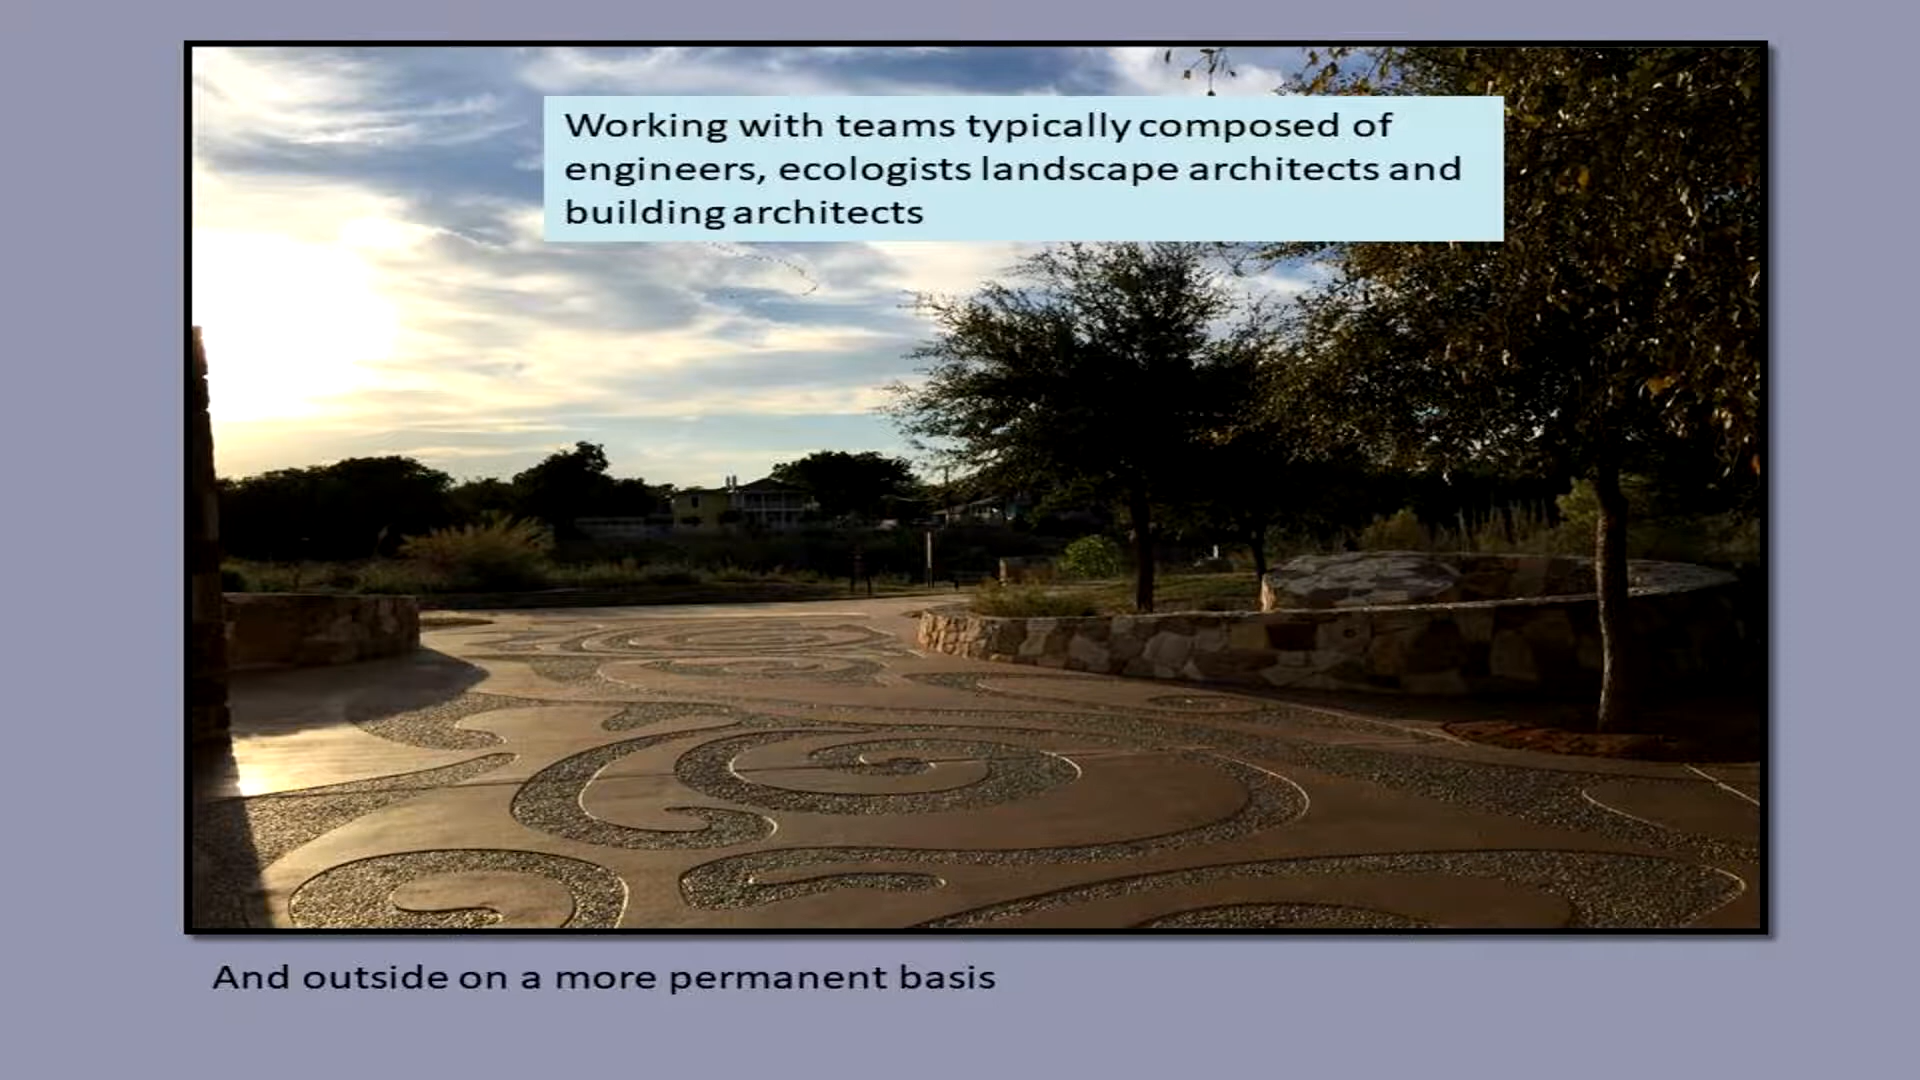 Working with teams typically composed of
engineers, ecologists landscape architects and
building architects
And outside on a more permanent basis